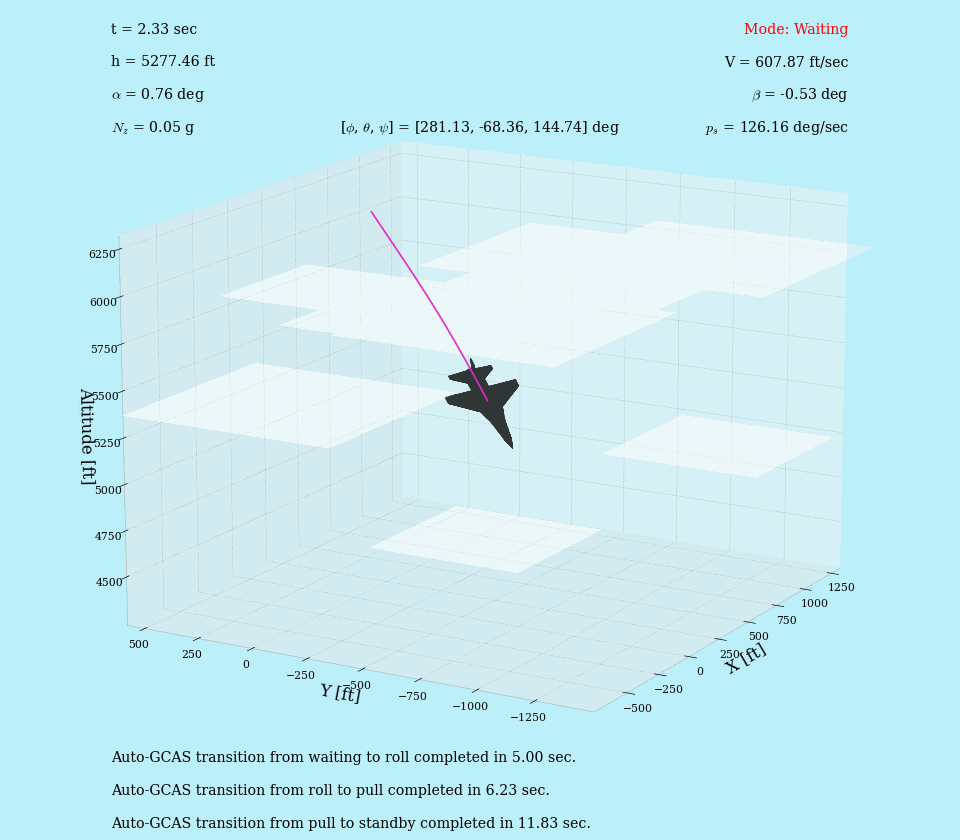 t = 2.33 sec
Mode: Waiting
h = 5277.46 ft
V = 607.87 ft/sec
α = 0.76 deg
β = -0.53 deg
N_z = 0.05 g
[ϕ, θ, ψ] = [281.13, -68.36, 144.74] deg
p_s = 126.16 deg/sec
6250
6000
5750
5500
5250
5000
4750
4500
Altitude [ft]
500
250
0
−250
−500
−750
−1000
−1250
Y [ft]
−500
−250
0
250
500
750
1000
1250
X [ft]
Auto-GCAS transition from waiting to roll completed in 5.00 sec.
Auto-GCAS transition from roll to pull completed in 6.23 sec.
Auto-GCAS transition from pull to standby completed in 11.83 sec.